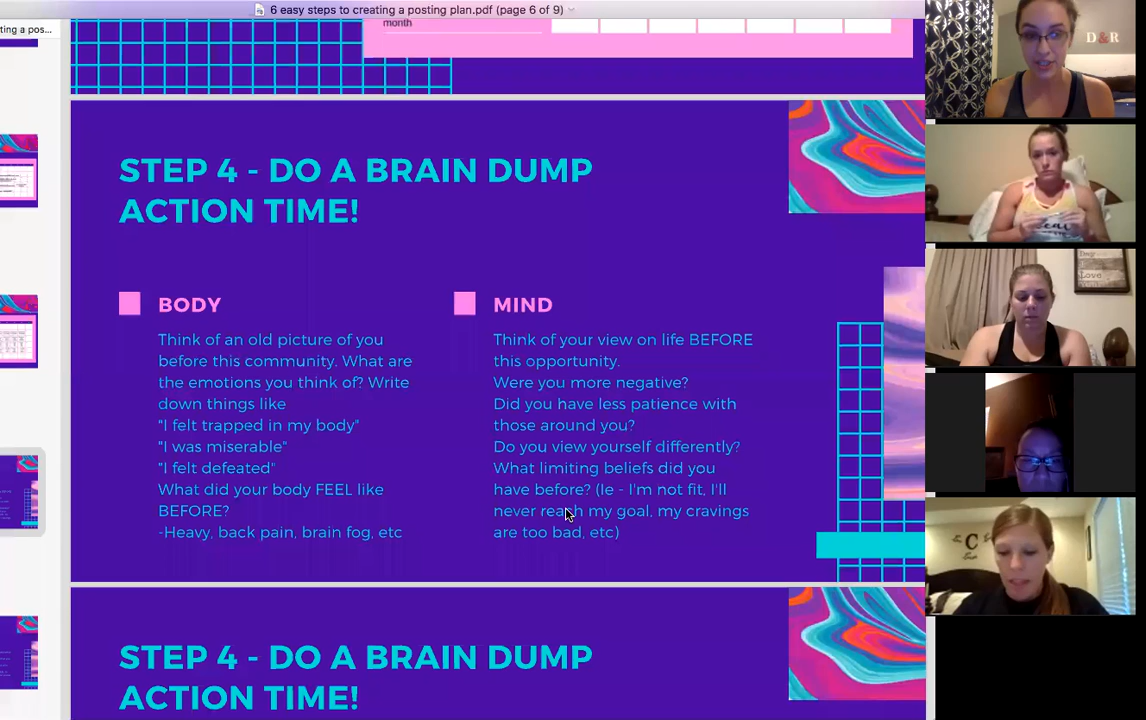 6 easy steps to creating a posting plan.pdf (page 6 of 9)
ting a pos...
month
STEP 4 - DO A BRAIN DUMP
ACTION TIME!
BODY
Think of an old picture of you
before this community. What are
the emotions you think of? Write
down things like
"I felt trapped in my body"
"I was miserable"
"I felt defeated"
What did your body FEEL like
BEFORE?
-Heavy, back pain, brain fog, etc
MIND
Think of your view on life BEFORE
this opportunity.
Were you more negative?
Did you have less patience with
those around you?
Do you view yourself differently?
What limiting beliefs did you
have before? (Ie - I'm not fit, I'll
never reach my goal, my cravings
are too bad, etc)
STEP 4 - DO A BRAIN DUMP
ACTION TIME!
D&R
Love
C